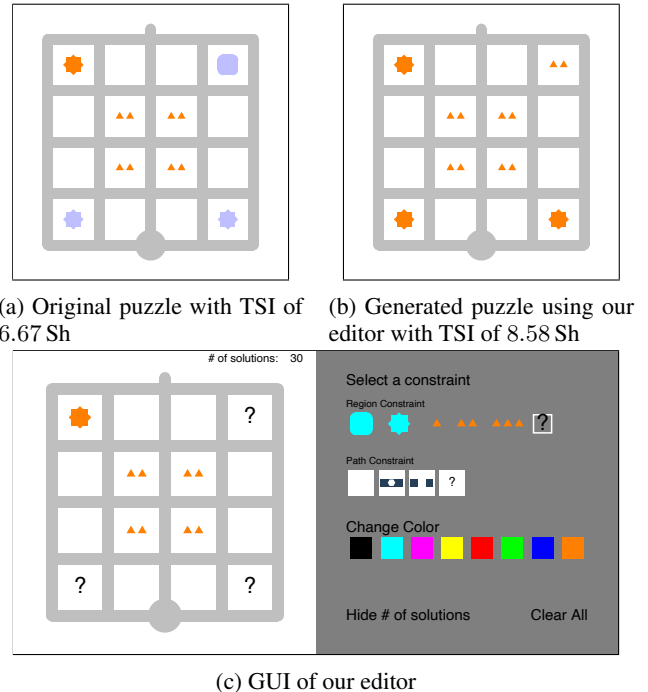 (a) Original puzzle with TSI of
6.67 Sh
(b) Generated puzzle using our
editor with TSI of 8.58 Sh
# of solutions: 30
?
? ?
Select a constraint
Region Constraint
?
Path Constraint
?
Change Color
Hide # of solutions Clear All
(c) GUI of our editor